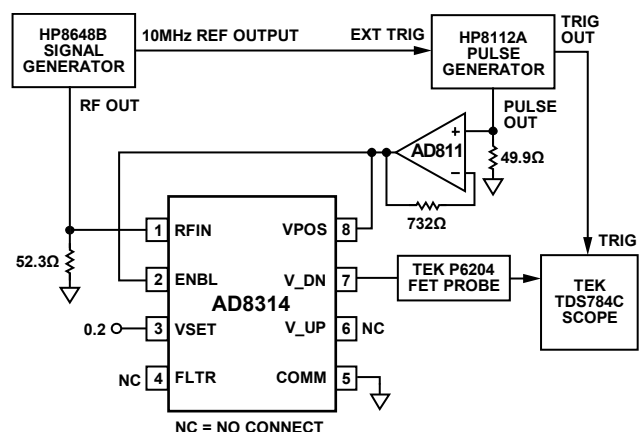 HP8648B
SIGNAL
GENERATOR
10MHz REF OUTPUT
EXT TRIG
HP8112A
PULSE
GENERATOR
TRIG
OUT
RF OUT
PULSE
OUT
+
AD811
–
49.9Ω
732Ω
52.3Ω
1 RFIN
VPOS 8
2 ENBL
V_DN 7
AD8314
0.2
3 VSET
V_UP 6 NC
NC 4 FLTR
COMM 5
TEK P6204
FET PROBE
TRIG
TEK
TDS784C
SCOPE
NC = NO CONNECT